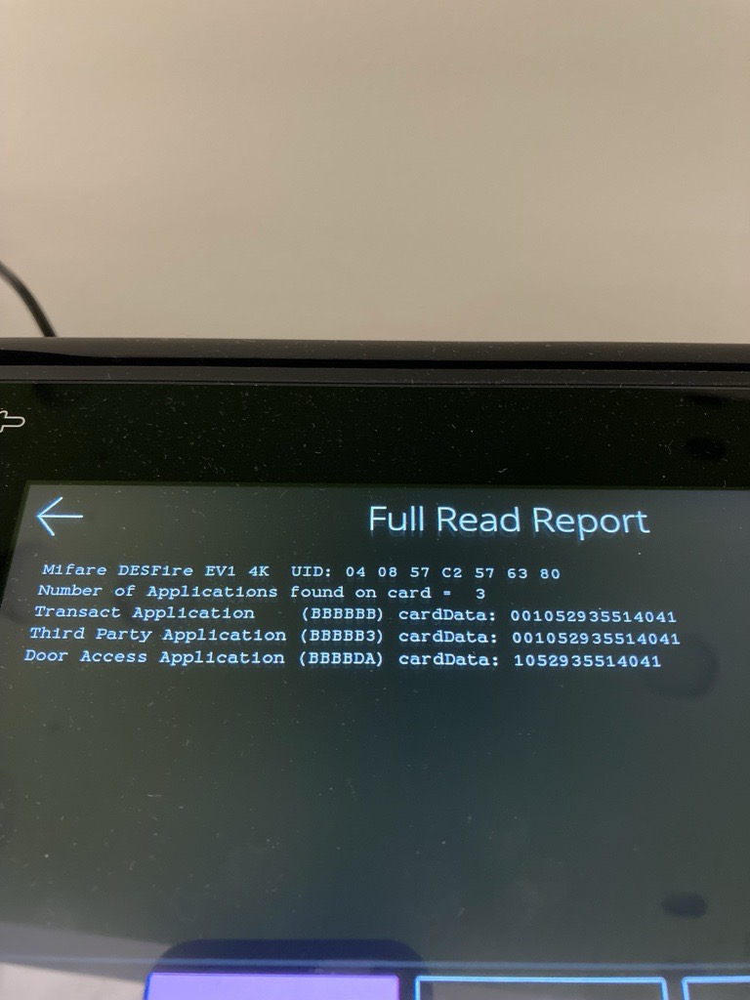 Full Read Report
Mifare DESFire EV1 4K UID: 04 08 57 C2 57 63 80
Number of Applications found on card = 3
Transact Application (BBBBBB) cardData: 001052935514041
Third Party Application (BBBBB3) cardData: 001052935514041
Door Access Application (BBBBDA) cardData: 1052935514041